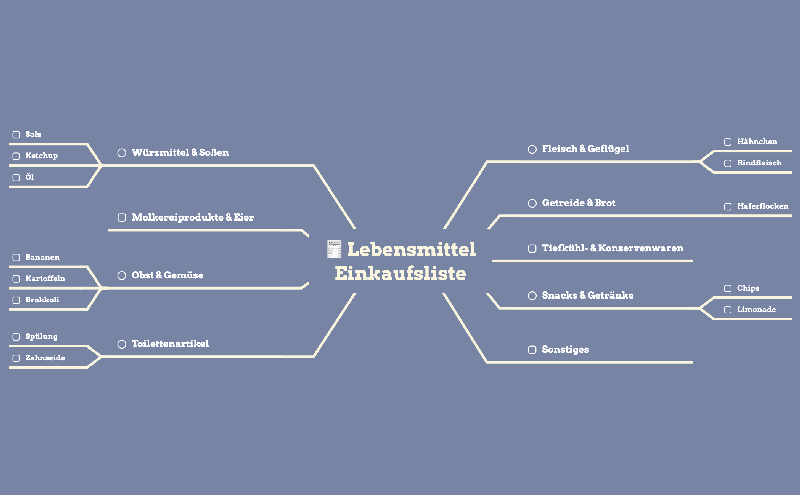 Lebensmittel
Einkaufsliste
Würzmittel & Soßen
Salz
Ketchup
Öl
Molkereiprodukte & Eier
Obst & Gemüse
Bananen
Kartoffeln
Brokkoli
Toilettenartikel
Spülung
Zahnseide
Fleisch & Geflügel
Hähnchen
Rindfleisch
Getreide & Brot
Haferflocken
Tiefkühl- & Konservenwaren
Snacks & Getränke
Chips
Limonade
Sonstiges